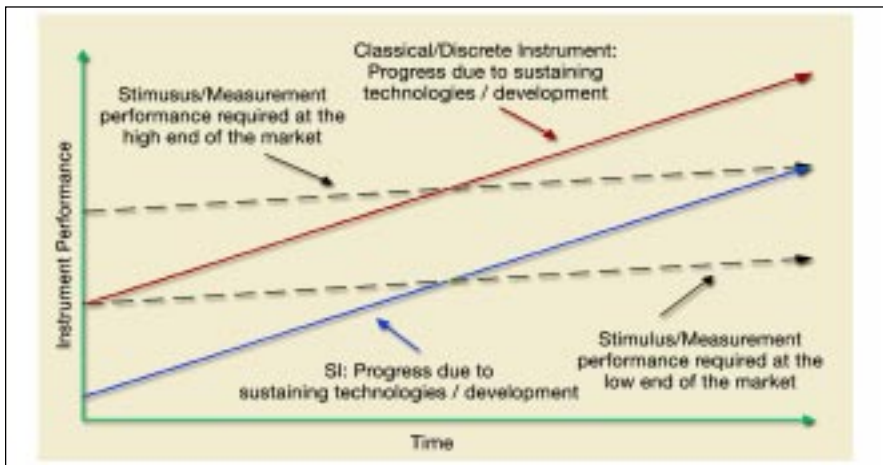 Classical/Discrete Instrument:
Progress due to sustaining
technologies / development
Stimusus/Measurement
performance required at the
high end of the market
Instrument Performance
Stimulus/Measurement
performance required at the
low end of the market
SI: Progress due to
sustaining technologies / development
Time